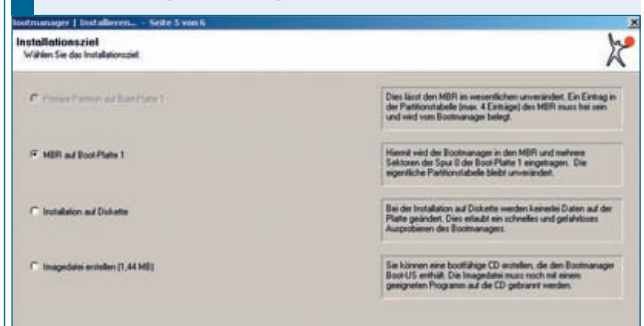 bootmanager | Installieren... - Seite 5 von 6
Installationsziel
Wählen Sie das Installationsziel:
Primäre Partition auf Boot-Platte 1
Dies lässt den MBR im wesentlichen unverändert. Ein Eintrag in
der Partitionstabelle (max. 4 Einträge) des MBR muss frei sein
und wird vom Bootmanager belegt.
MBR auf Boot-Platte 1
Hiermit wird der Bootmanager in den MBR und mehrere
Sektoren der Spur 0 der Boot-Platte 1 eingetragen. Die
eigentliche Partitionstabelle bleibt unverändert.
Installation auf Diskette
Bei der Installation auf Diskette werden keinerlei Daten auf der
Platte geändert. Dies erlaubt ein schnelles und gefahrloses
Ausprobieren des Bootmanagers.
Imagedatei erstellen (1,44 MB)
Sie können eine bootfähige CD erstellen, die den Bootmanager
Boot-US enthält. Die Imagedatei muss noch mit einem
geeigneten Programm auf die CD gebrannt werden.